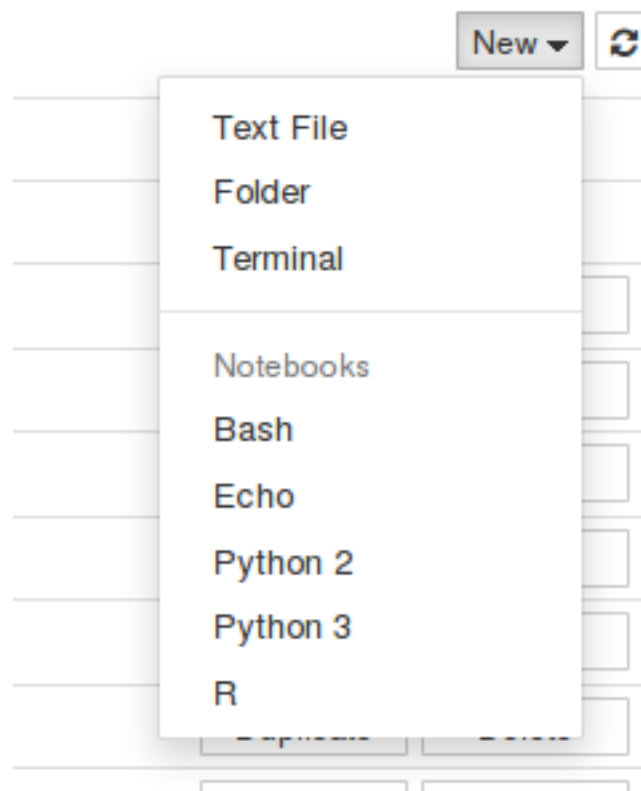 New
Text File
Folder
Terminal
Notebooks
Bash
Echo
Python 2
Python 3
R